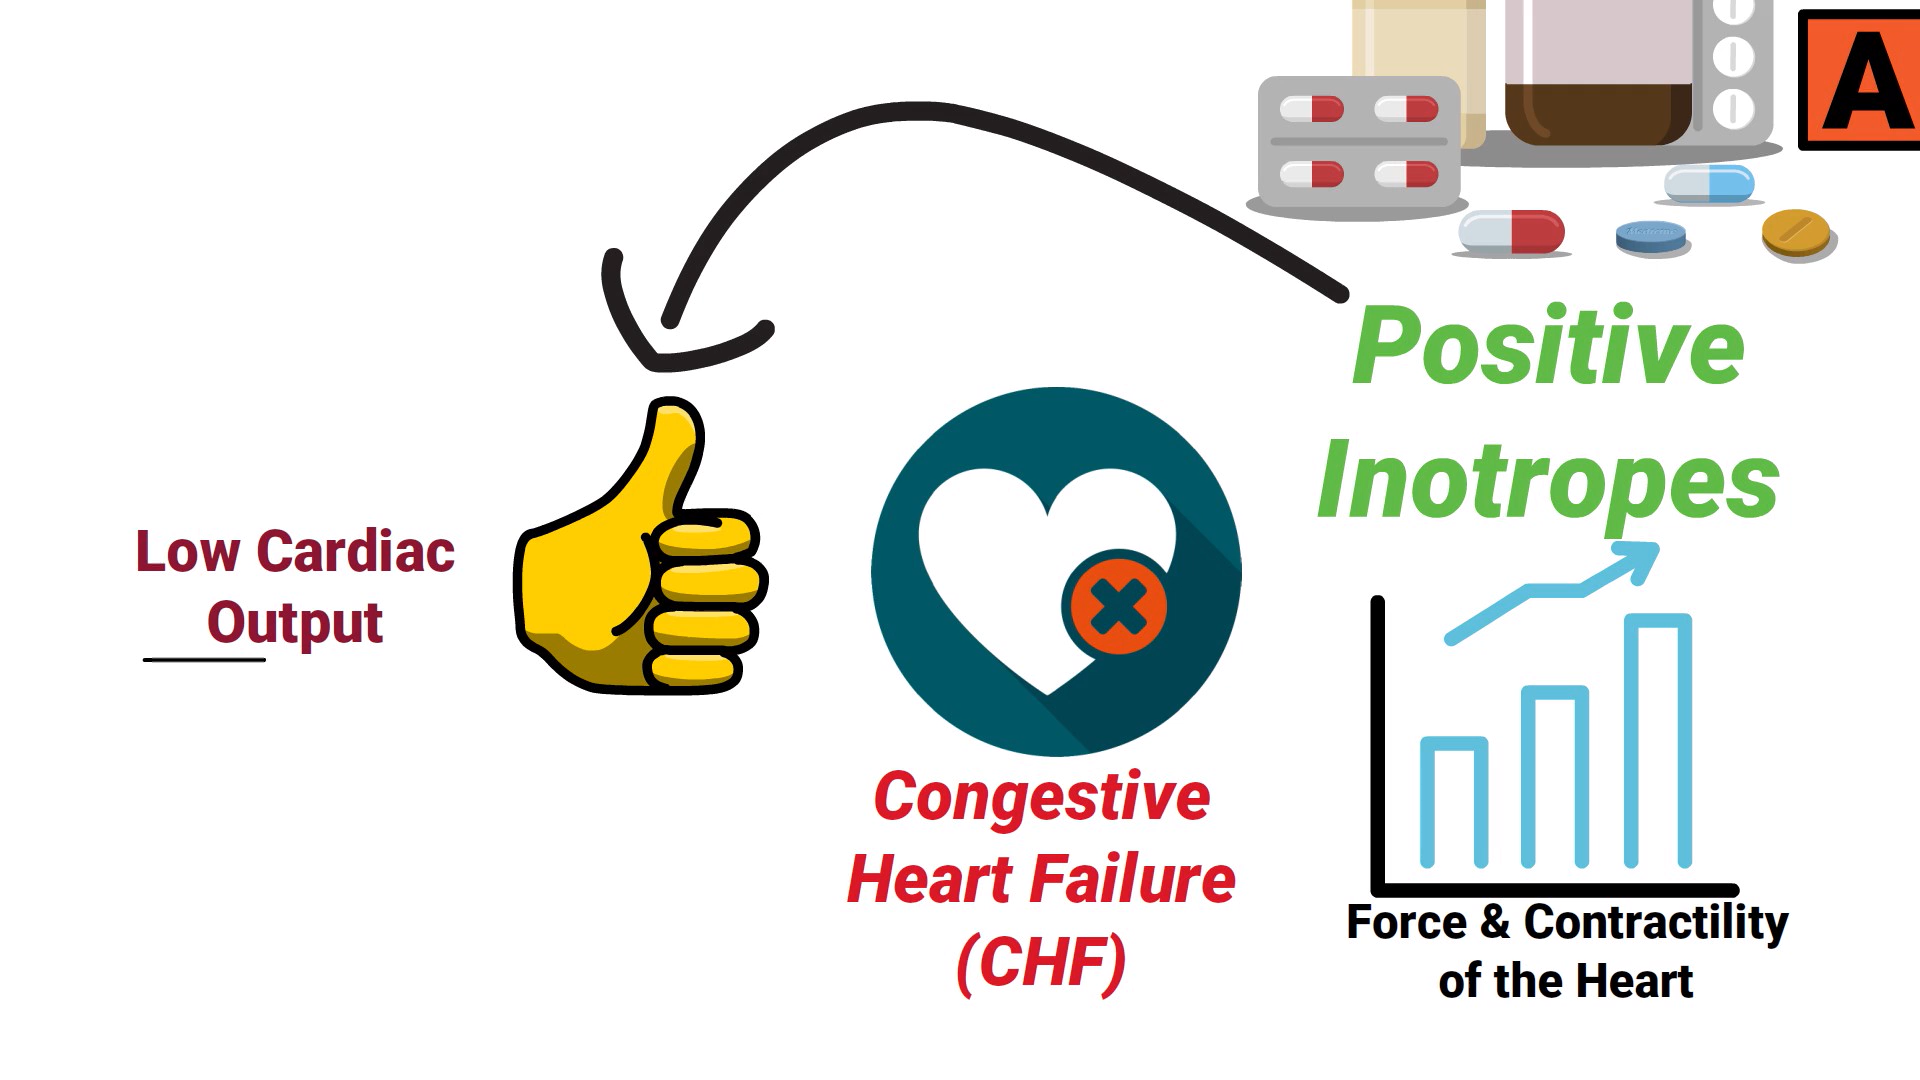 A
Positive
Inotropes
Low Cardiac
Output
Congestive
Heart Failure
(CHF)
Force & Contractility
of the Heart